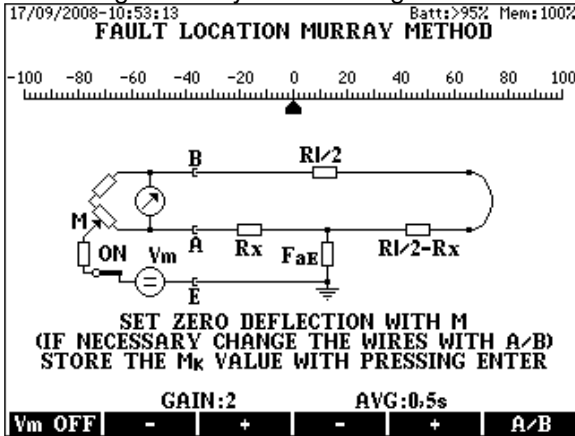 17/09/2008-10:53:13 Batt:>95% Mem:100%
FAULT LOCATION MURRAY METHOD
-100 -80 -60 -40 -20 0 20 40 60 80 100
B Rl/2
M
ON Vm A Rx FaE Rl/2-Rx
E
SET ZERO DEFLECTION WITH M
(IF NECESSARY CHANGE THE WIRES WITH A/B)
STORE THE MK VALUE WITH PRESSING ENTER
GAIN:2 AVG:0,5s
Vm OFF - + - + A/B